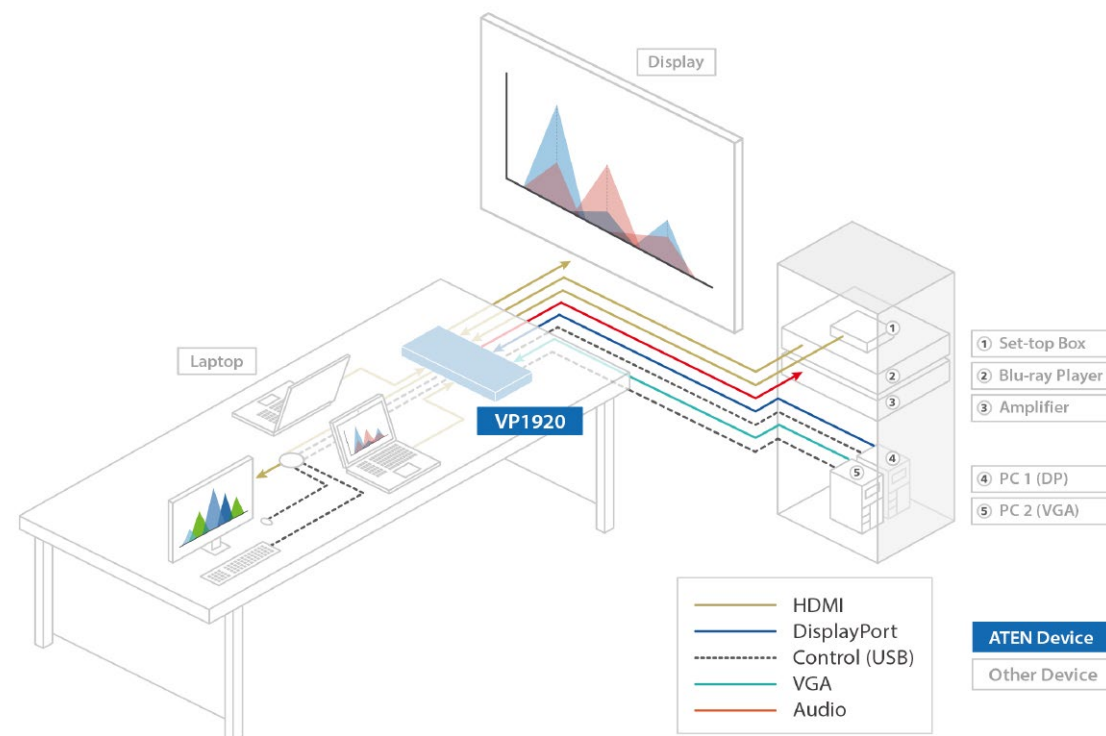 Display
Laptop
VP1920
1
2
3
4
5
1 Set-top Box
2 Blu-ray Player
3 Amplifier
4 PC 1 (DP)
5 PC 2 (VGA)
HDMI
DisplayPort
Control (USB)
VGA
Audio
ATEN Device
Other Device